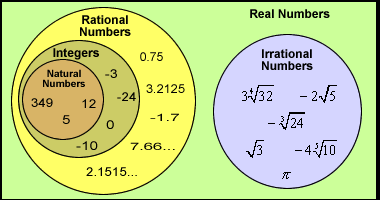 Rational
Numbers
Real Numbers
Integers
Natural
Numbers
349
12
5
-3
-24
0
-10
0.75
3.2125
-1.7
7.66...
2.1515...
Irrational
Numbers
3∜32
-2√5
-∛24
√3
-4∛10
π